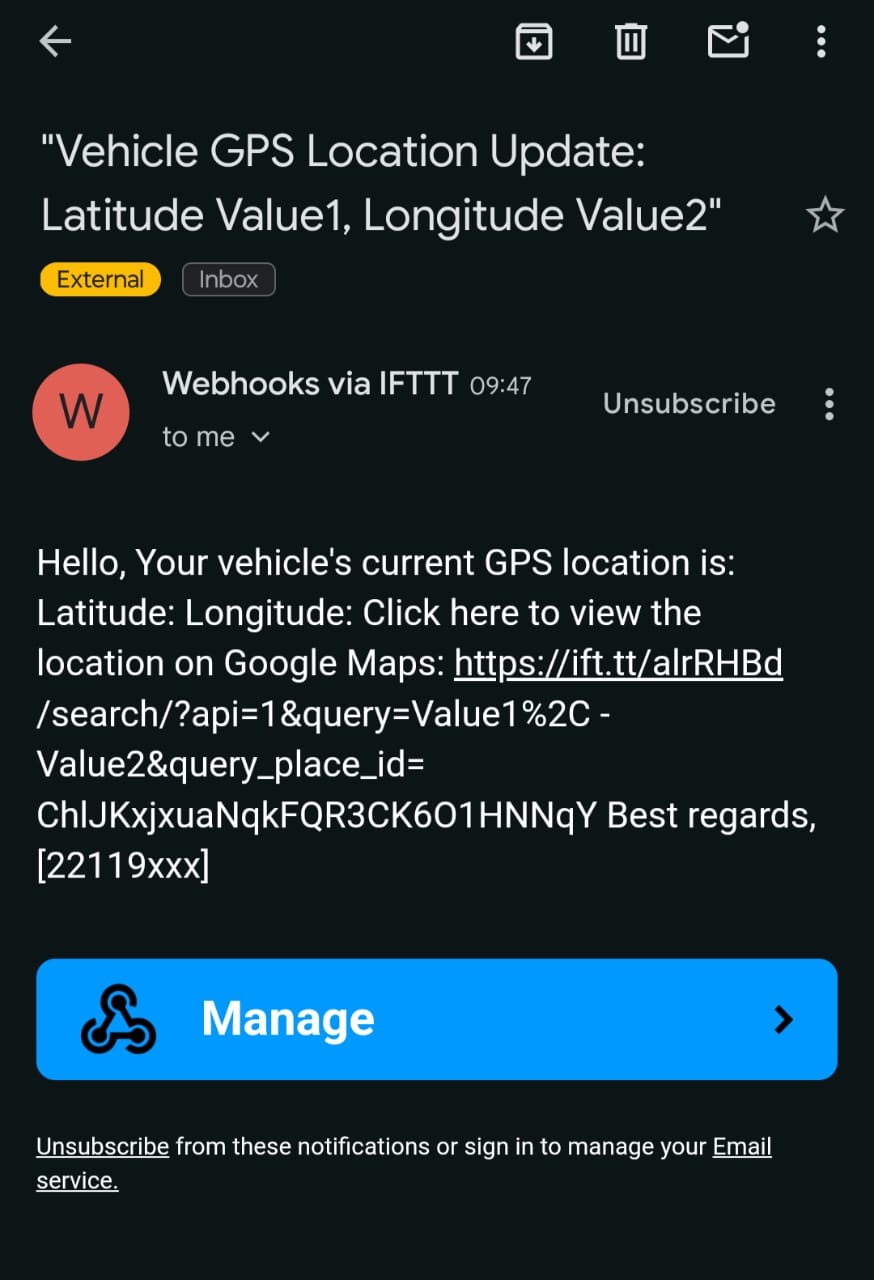 "Vehicle GPS Location Update:
Latitude Value1, Longitude Value2"
External Inbox
W
Webhooks via IFTTT 09:47
Unsubscribe
to me
Hello, Your vehicle's current GPS location is:
Latitude: Longitude: Click here to view the
location on Google Maps: https://ift.tt/alrRHBd
/search/?api=1&query=Value1%2C -
Value2&query_place_id=
ChlJKxjxuaNqkFQR3CK6O1HNNqY Best regards,
[22119xxx]
Manage
Unsubscribe from these notifications or sign in to manage your Email
service.